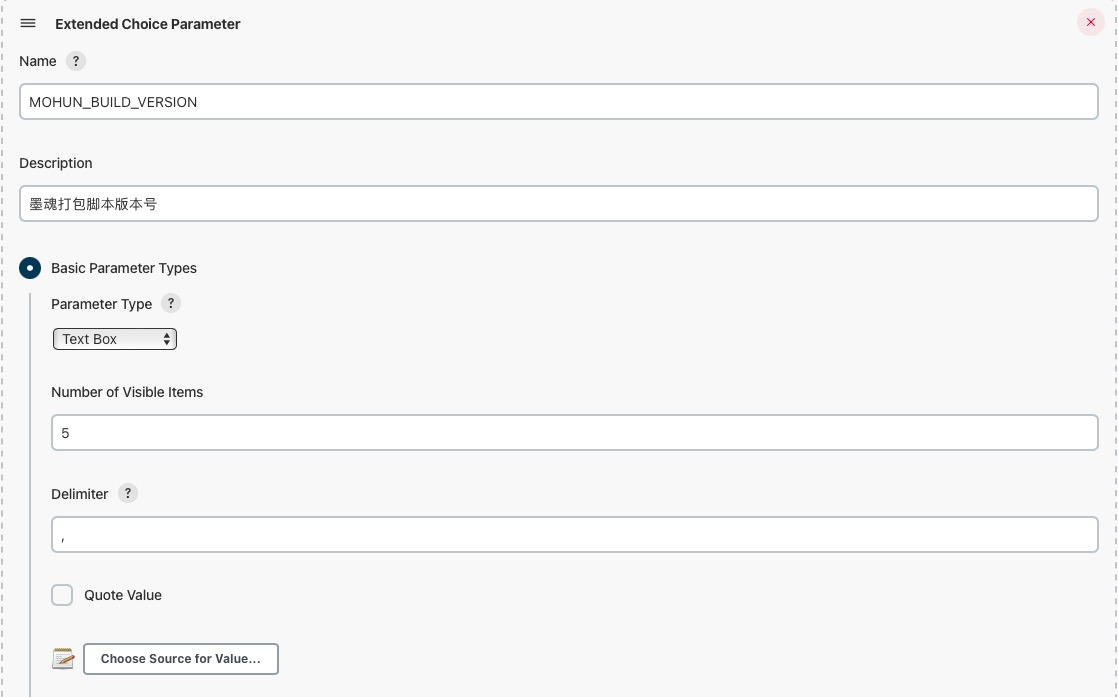 Extended Choice Parameter
Name ?
MOHUN_BUILD_VERSION
Description
墨魂打包脚本版本号
Basic Parameter Types
Parameter Type ?
Text Box
Number of Visible Items
5
Delimiter ?
,
Quote Value
Choose Source for Value...